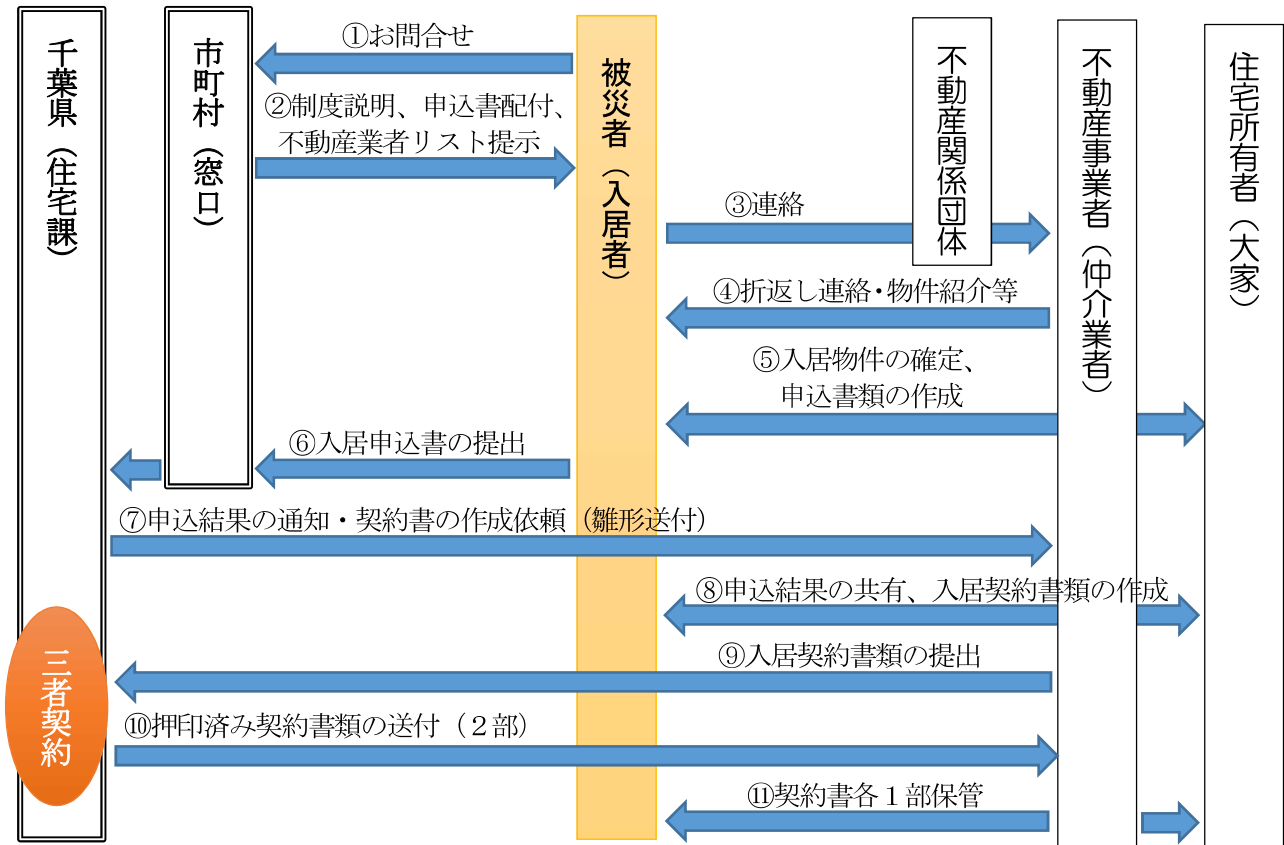 千葉県（住宅課）
市町村（窓口）
被災者（入居者）
不動産関係団体
不動産事業者（仲介業者）
住宅所有者（大家）
①お問合せ
②制度説明、申込書配付、
不動産業者リスト提示
③連絡
④折返し連絡・物件紹介等
⑤入居物件の確定、
申込書類の作成
⑥入居申込書の提出
⑦申込結果の通知・契約書の作成依頼（雛形送付）
⑧申込結果の共有、入居契約書類の作成
⑨入居契約書類の提出
三者契約
⑩押印済み契約書類の送付（２部）
⑪契約書各１部保管